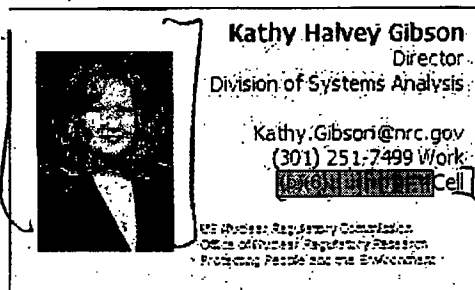 Kathy Halvey Gibson
Director
Division of Systems Analysis
Kathy.Gibson@nrc.gov
(301) 251-7499 Work
Cell
US Nuclear Regulatory Commission
Office of Nuclear Regulatory Research
Protecting People and the Environment